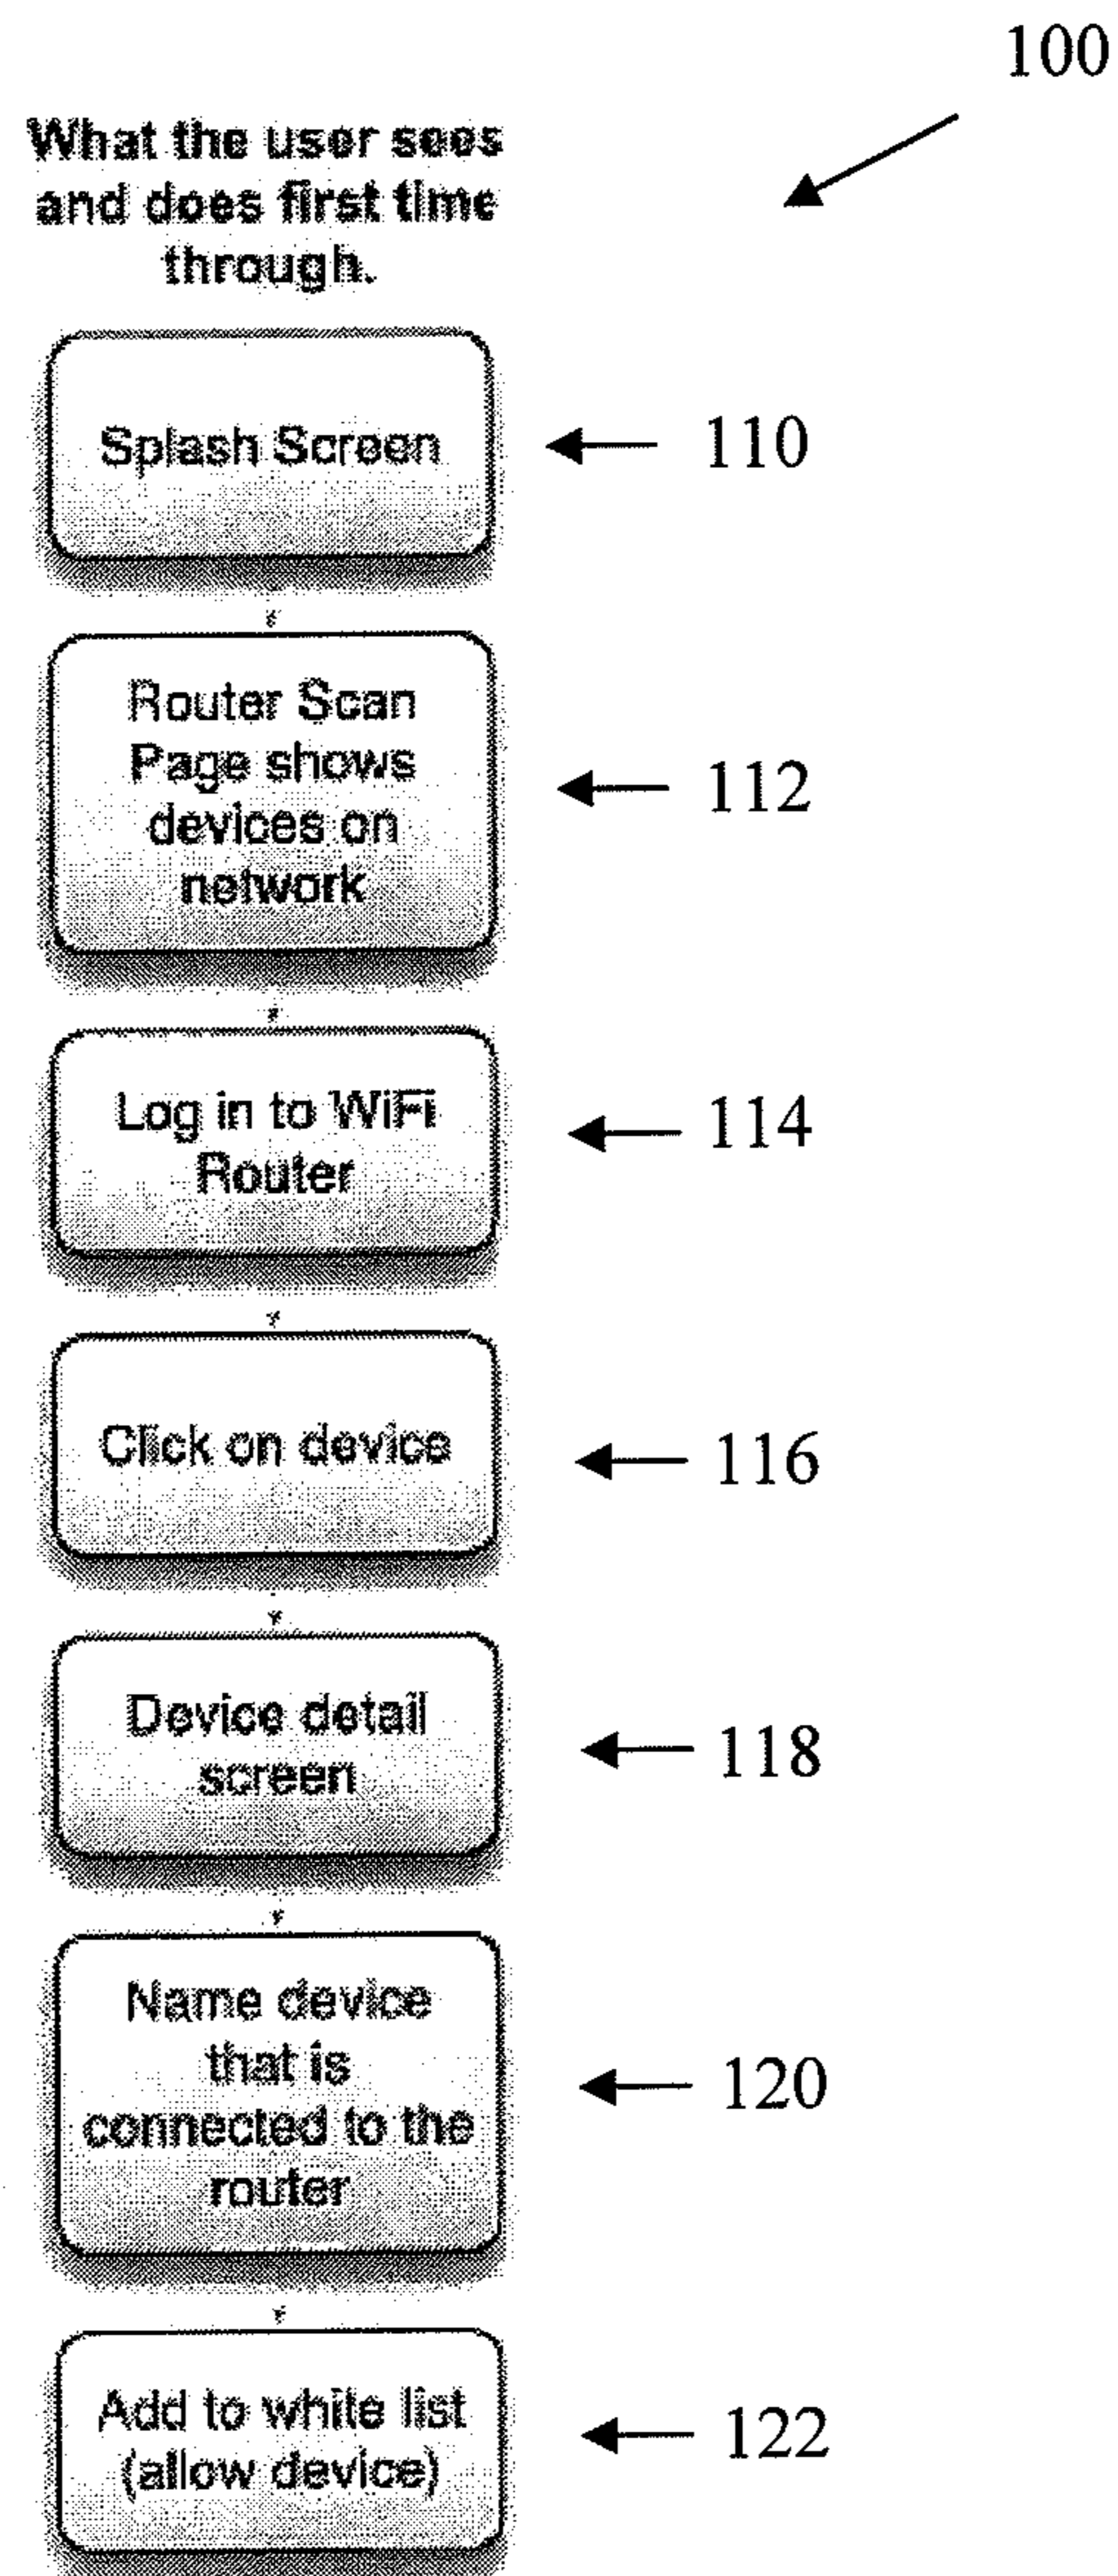 100
What the user sees
and does first time
through.
Splash Screen
110
Router Scan
Page shows
devices on
network
112
Log in to WiFi
Router
114
Click on device
116
Device detail
screen
118
Name device
that is
connected to the
router
120
Add to white list
(allow device)
122